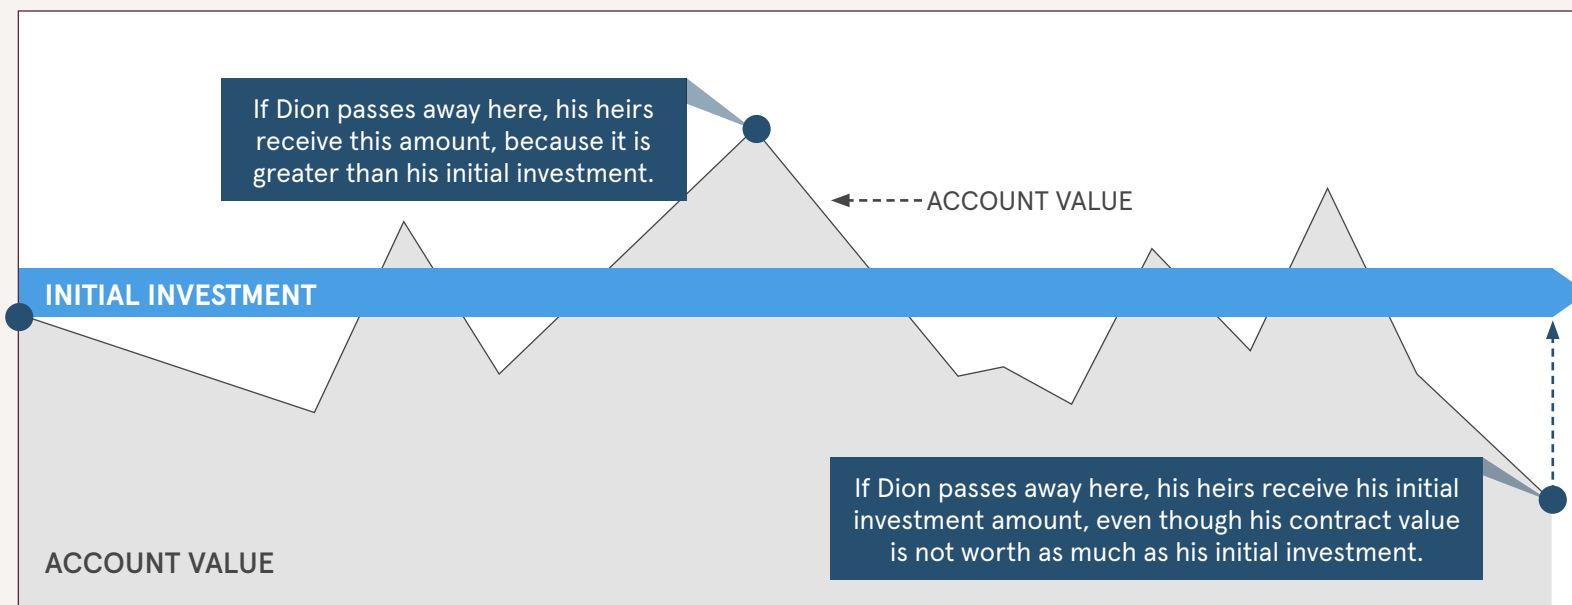 If Dion passes away here, his heirs
receive this amount, because it is
greater than his initial investment.
ACCOUNT VALUE
INITIAL INVESTMENT
If Dion passes away here, his heirs receive his initial
investment amount, even though his contract value
is not worth as much as his initial investment.
ACCOUNT VALUE